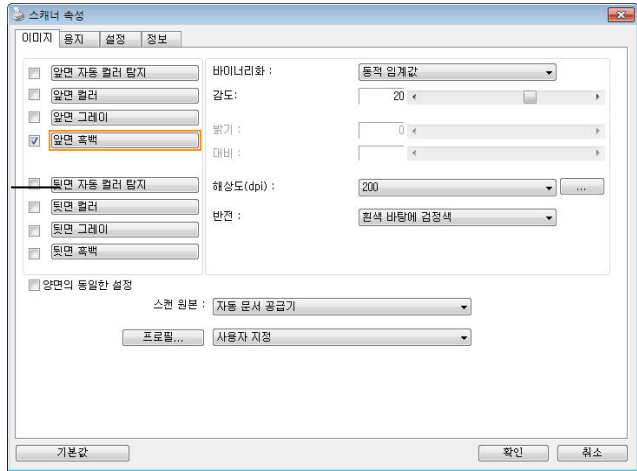 스캐너 속성
이미지 용지 설정 정보
앞면 자동 컬러 탐지
앞면 컬러
앞면 그레이
앞면 흑백
뒷면 자동 컬러 탐지
뒷면 컬러
뒷면 그레이
뒷면 흑백
바이너리화 : 동적 임계값
감도: 20
밝기 : 0
대비 :
해상도(dpi) : 200 ...
반전 : 흰색 바탕에 검정색
양면의 동일한 설정
스캔 원본 : 자동 문서 공급기
프로필... 사용자 지정
기본값 확인 취소